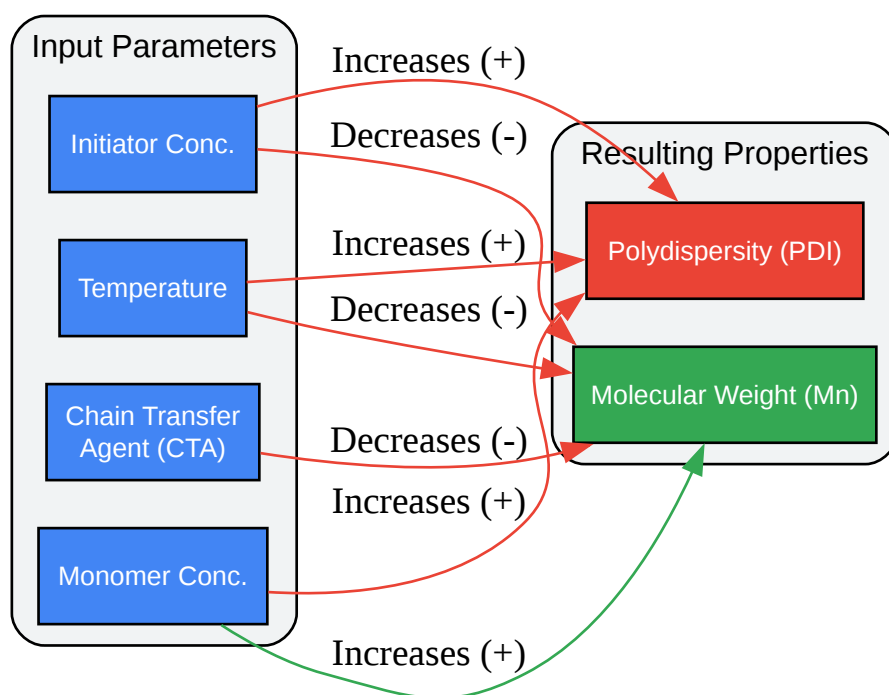 Input Parameters
Initiator Conc.
Temperature
Chain Transfer
Agent (CTA)
Monomer Conc.
Increases (+)
Decreases (-)
Increases (+)
Decreases (-)
Decreases (-)
Increases (+)
Increases (+)
Resulting Properties
Polydispersity (PDI)
Molecular Weight (Mn)